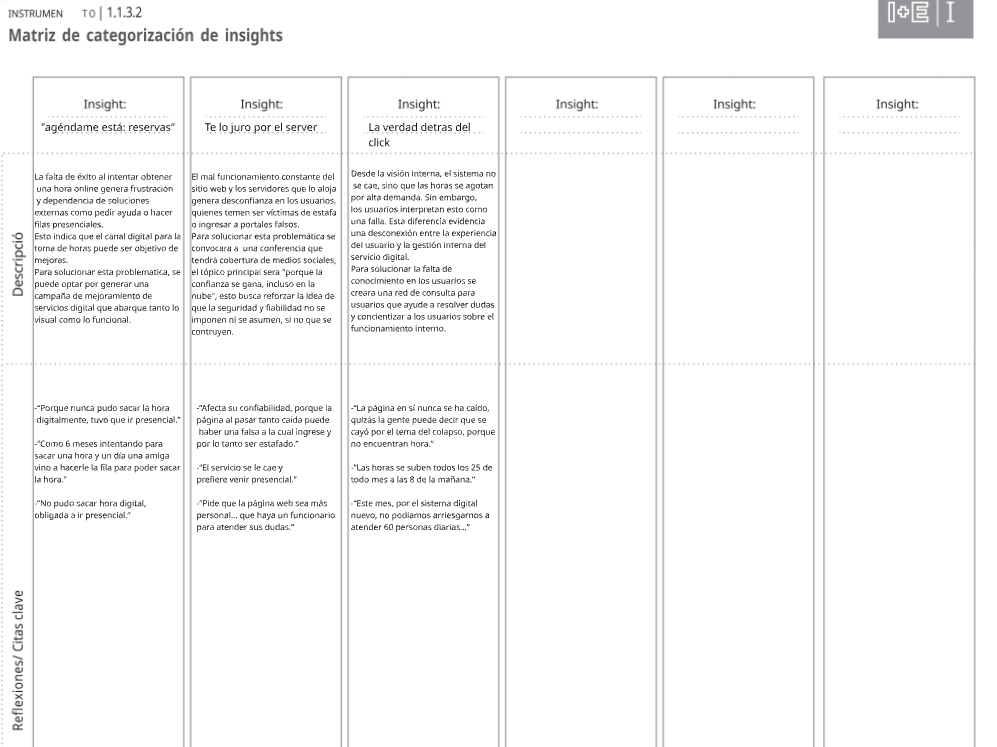 INSTRUMEN TO | 1.1.3.2
Matriz de categorización de insights
I+E | I
Insight:
"agéndame está: reservas"
Insight:
Te lo juro por el server
Insight:
La verdad detras del
click
Insight:
Insight:
Insight:
Descripció
La falta de éxito al intentar obtener
una hora online genera frustración
y dependencia de soluciones
externas como pedir ayuda o hacer
filas presenciales.
Esto indica que el canal digital para la
toma de horas puede ser objetivo de
mejoras.
Para solucionar esta problematica, se
puede optar por generar una
campaña de mejoramiento de
servicios digital que abarque tanto lo
visual como lo funcional.
El mal funcionamiento constante del
sitio web y los servidores que lo aloja
genera desconfianza en los usuarios,
quienes temen ser víctimas de estafa
o ingresar a portales falsos.
Para solucionar esta problemática se
convocara a una conferencia que
tendrá cobertura de medios sociales,
el tópico principal sera "porque la
confianza se gana, incluso en la
nube", esto busca reforzar la idea de
que la seguridad y fiabilidad no se
imponen ni se asumen, si no que se
contruyen.
Desde la visión interna, el sistema no
se cae, sino que las horas se agotan
por alta demanda. Sin embargo,
los usuarios interpretan esto como
una falla. Esta diferencia evidencia
una desconexión entre la experiencia
del usuario y la gestión interna del
servicio digital.
Para solucionar la falta de
conocimiento en los usuarios se
creara una red de consulta para
usuarios que ayude a resolver dudas
y concientizar a los usuarios sobre el
funcionamiento interno.
Reflexiones/ Citas clave
-"Porque nunca pudo sacar la hora
digitalmente, tuvo que ir presencial."
-"Como 6 meses intentando para
sacar una hora y un día una amiga
vino a hacerle la fila para poder sacar
la hora."
-"No pudo sacar hora digital,
obligada a ir presencial."
-"Afecta su confiabilidad, porque la
página al pasar tanto caída puede
haber una falsa a la cual ingrese y
por lo tanto ser estafado."
-"El servicio se le cae y
prefiere venir presencial."
-"Pide que la página web sea más
personal... que haya un funcionario
para atender sus dudas."
-"La página en sí nunca se ha caído,
quizás la gente puede decir que se
cayó por el tema del colapso, porque
no encuentran hora."
-"Las horas se suben todos los 25 de
todo mes a las 8 de la mañana."
-"Este mes, por el sistema digital
nuevo, no podíamos arriesgarnos a
atender 60 personas diarias..."